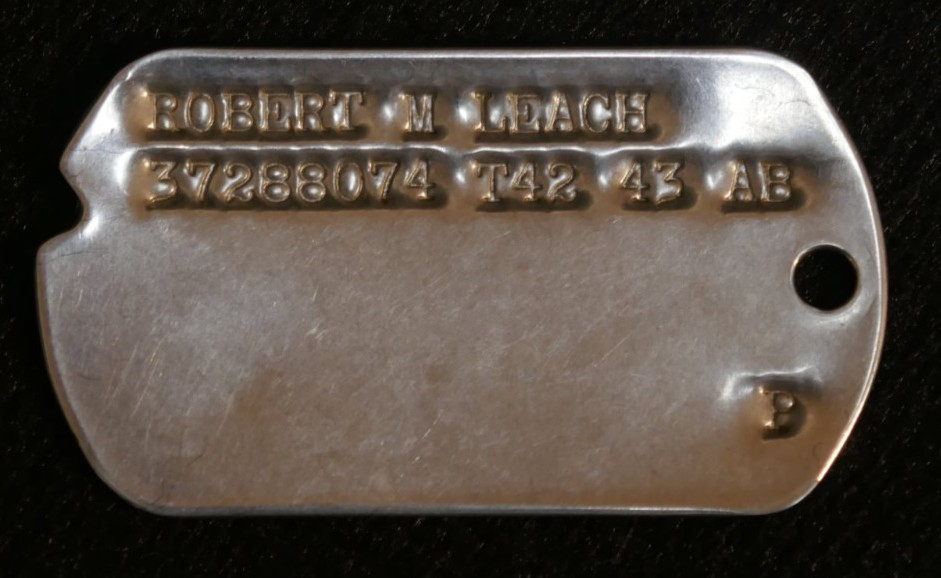 ROBERT M LEACH
37288074 T42 43 AB
P